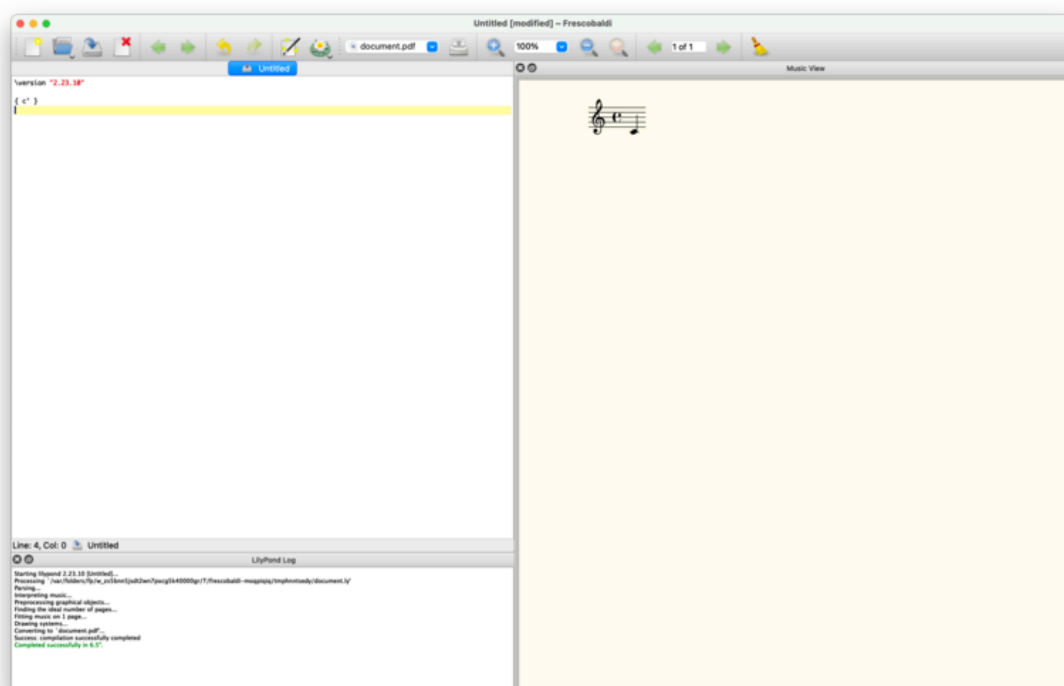 Untitled [modified] – Frescobaldi
document.pdf
100%
1 of 1
Untitled
Music View
\version "2.23.10"
{ c' }
Line: 4, Col: 0 Untitled
LilyPond Log
Starting lilypond 2.23.10 [Untitled]...
Processing `
Parsing...
Interpreting music...
Preprocessing graphical objects...
Finding the ideal number of pages...
Fitting music on 1 page...
Drawing systems...
Converting to `document.pdf'...
Success: compilation successfully completed
Completed successfully in 6.5".